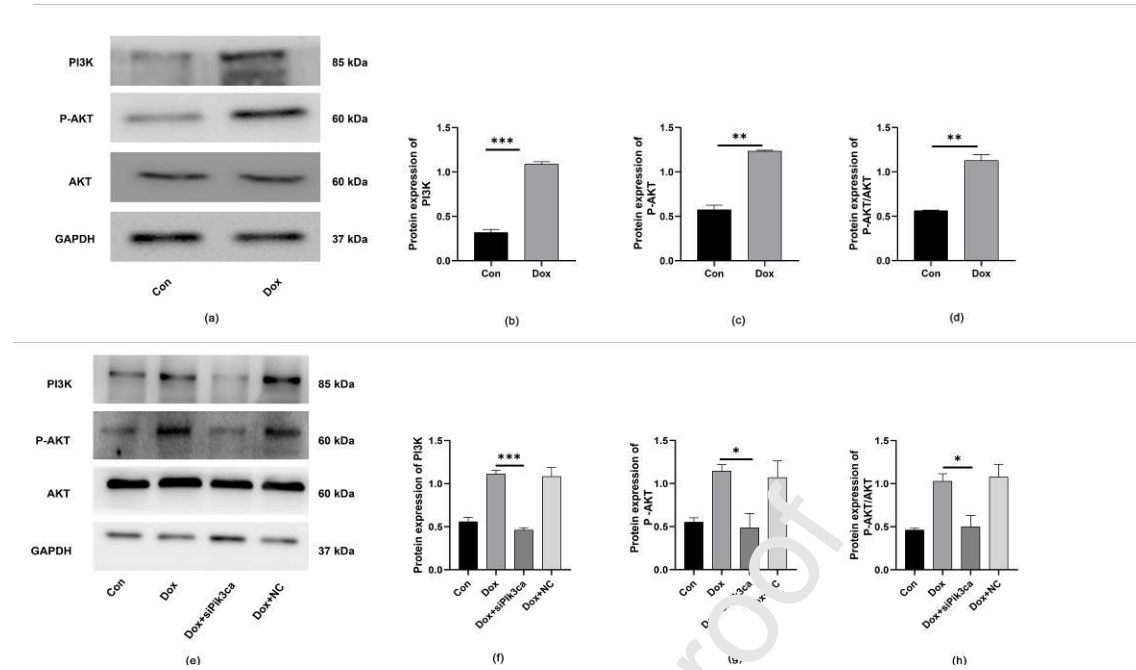 PI3K
85 kDa
P-AKT
60 kDa
AKT
60 kDa
GAPDH
37 kDa
Con
Dox
(a)
Protein expression of
PI3K
1.5
1.0
0.5
0.0
***
Con
Dox
(b)
Protein expression of
P-AKT
1.5
1.0
0.5
0.0
**
Con
Dox
(c)
Protein expression of
P-AKT/AKT
1.5
1.0
0.5
0.0
**
Con
Dox
(d)
PI3K
85 kDa
P-AKT
60 kDa
AKT
60 kDa
GAPDH
37 kDa
Con
Dox
Dox+siPik3ca
Dox+NC
(e)
Protein expression of PI3K
1.5
1.0
0.5
0.0
***
Con
Dox
Dox+siPik3ca
Dox+NC
(f)
Protein expression of
P -AKT
1.5
1.0
0.5
0.0
*
Con
Dox
(g)
Protein expression of
P-AKT/AKT
1.5
1.0
0.5
0.0
*
Con
Dox
Dox+siPik3ca
Dox+NC
(h)
roof